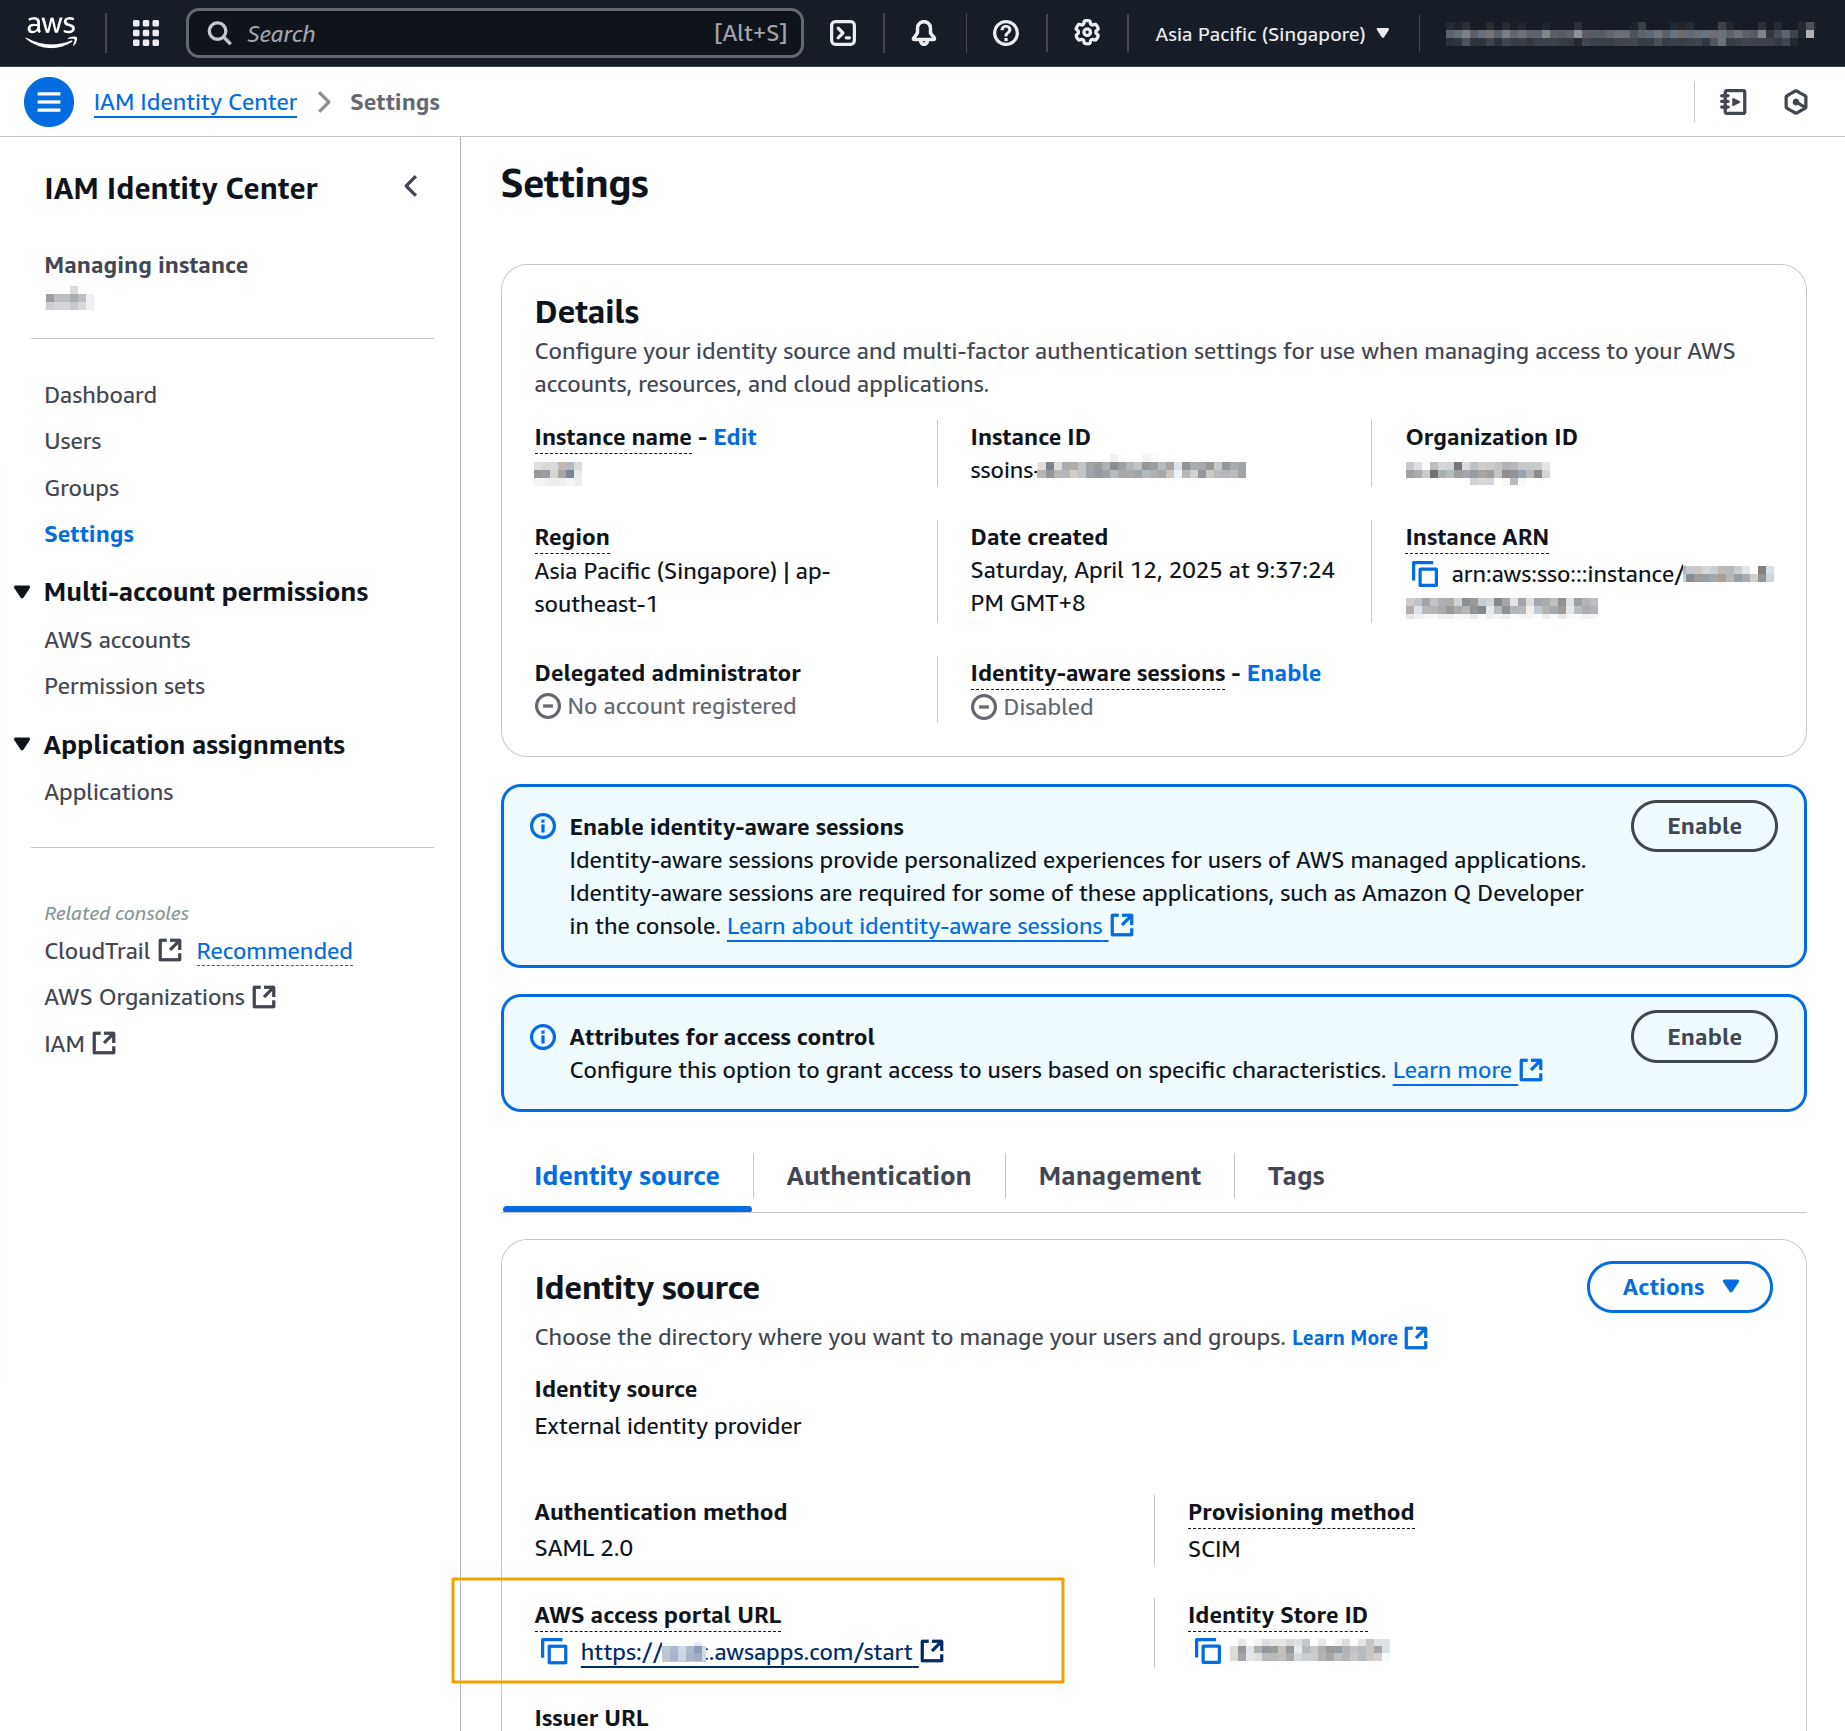 aws
Search [Alt+S]
Asia Pacific (Singapore)
IAM Identity Center
Settings
IAM Identity Center
Managing instance
Dashboard
Users
Groups
Settings
Multi-account permissions
AWS accounts
Permission sets
Application assignments
Applications
Related consoles
CloudTrail Recommended
AWS Organizations
IAM
Settings
Details
Configure your identity source and multi-factor authentication settings for use when managing access to your AWS
accounts, resources, and cloud applications.
Instance name - Edit
Instance ID
ssoins-
Organization ID
Region
Asia Pacific (Singapore) | ap-
southeast-1
Date created
Saturday, April 12, 2025 at 9:37:24
PM GMT+8
Instance ARN
arn:aws:sso:::instance/
Delegated administrator
No account registered
Identity-aware sessions - Enable
Disabled
Enable identity-aware sessions
Enable
Identity-aware sessions provide personalized experiences for users of AWS managed applications.
Identity-aware sessions are required for some of these applications, such as Amazon Q Developer
in the console. Learn about identity-aware sessions
Attributes for access control
Enable
Configure this option to grant access to users based on specific characteristics. Learn more
Identity source
Authentication
Management
Tags
Identity source
Actions
Choose the directory where you want to manage your users and groups. Learn More
Identity source
External identity provider
Authentication method
SAML 2.0
Provisioning method
SCIM
AWS access portal URL
https:// .awsapps.com/start
Identity Store ID
Issuer URL